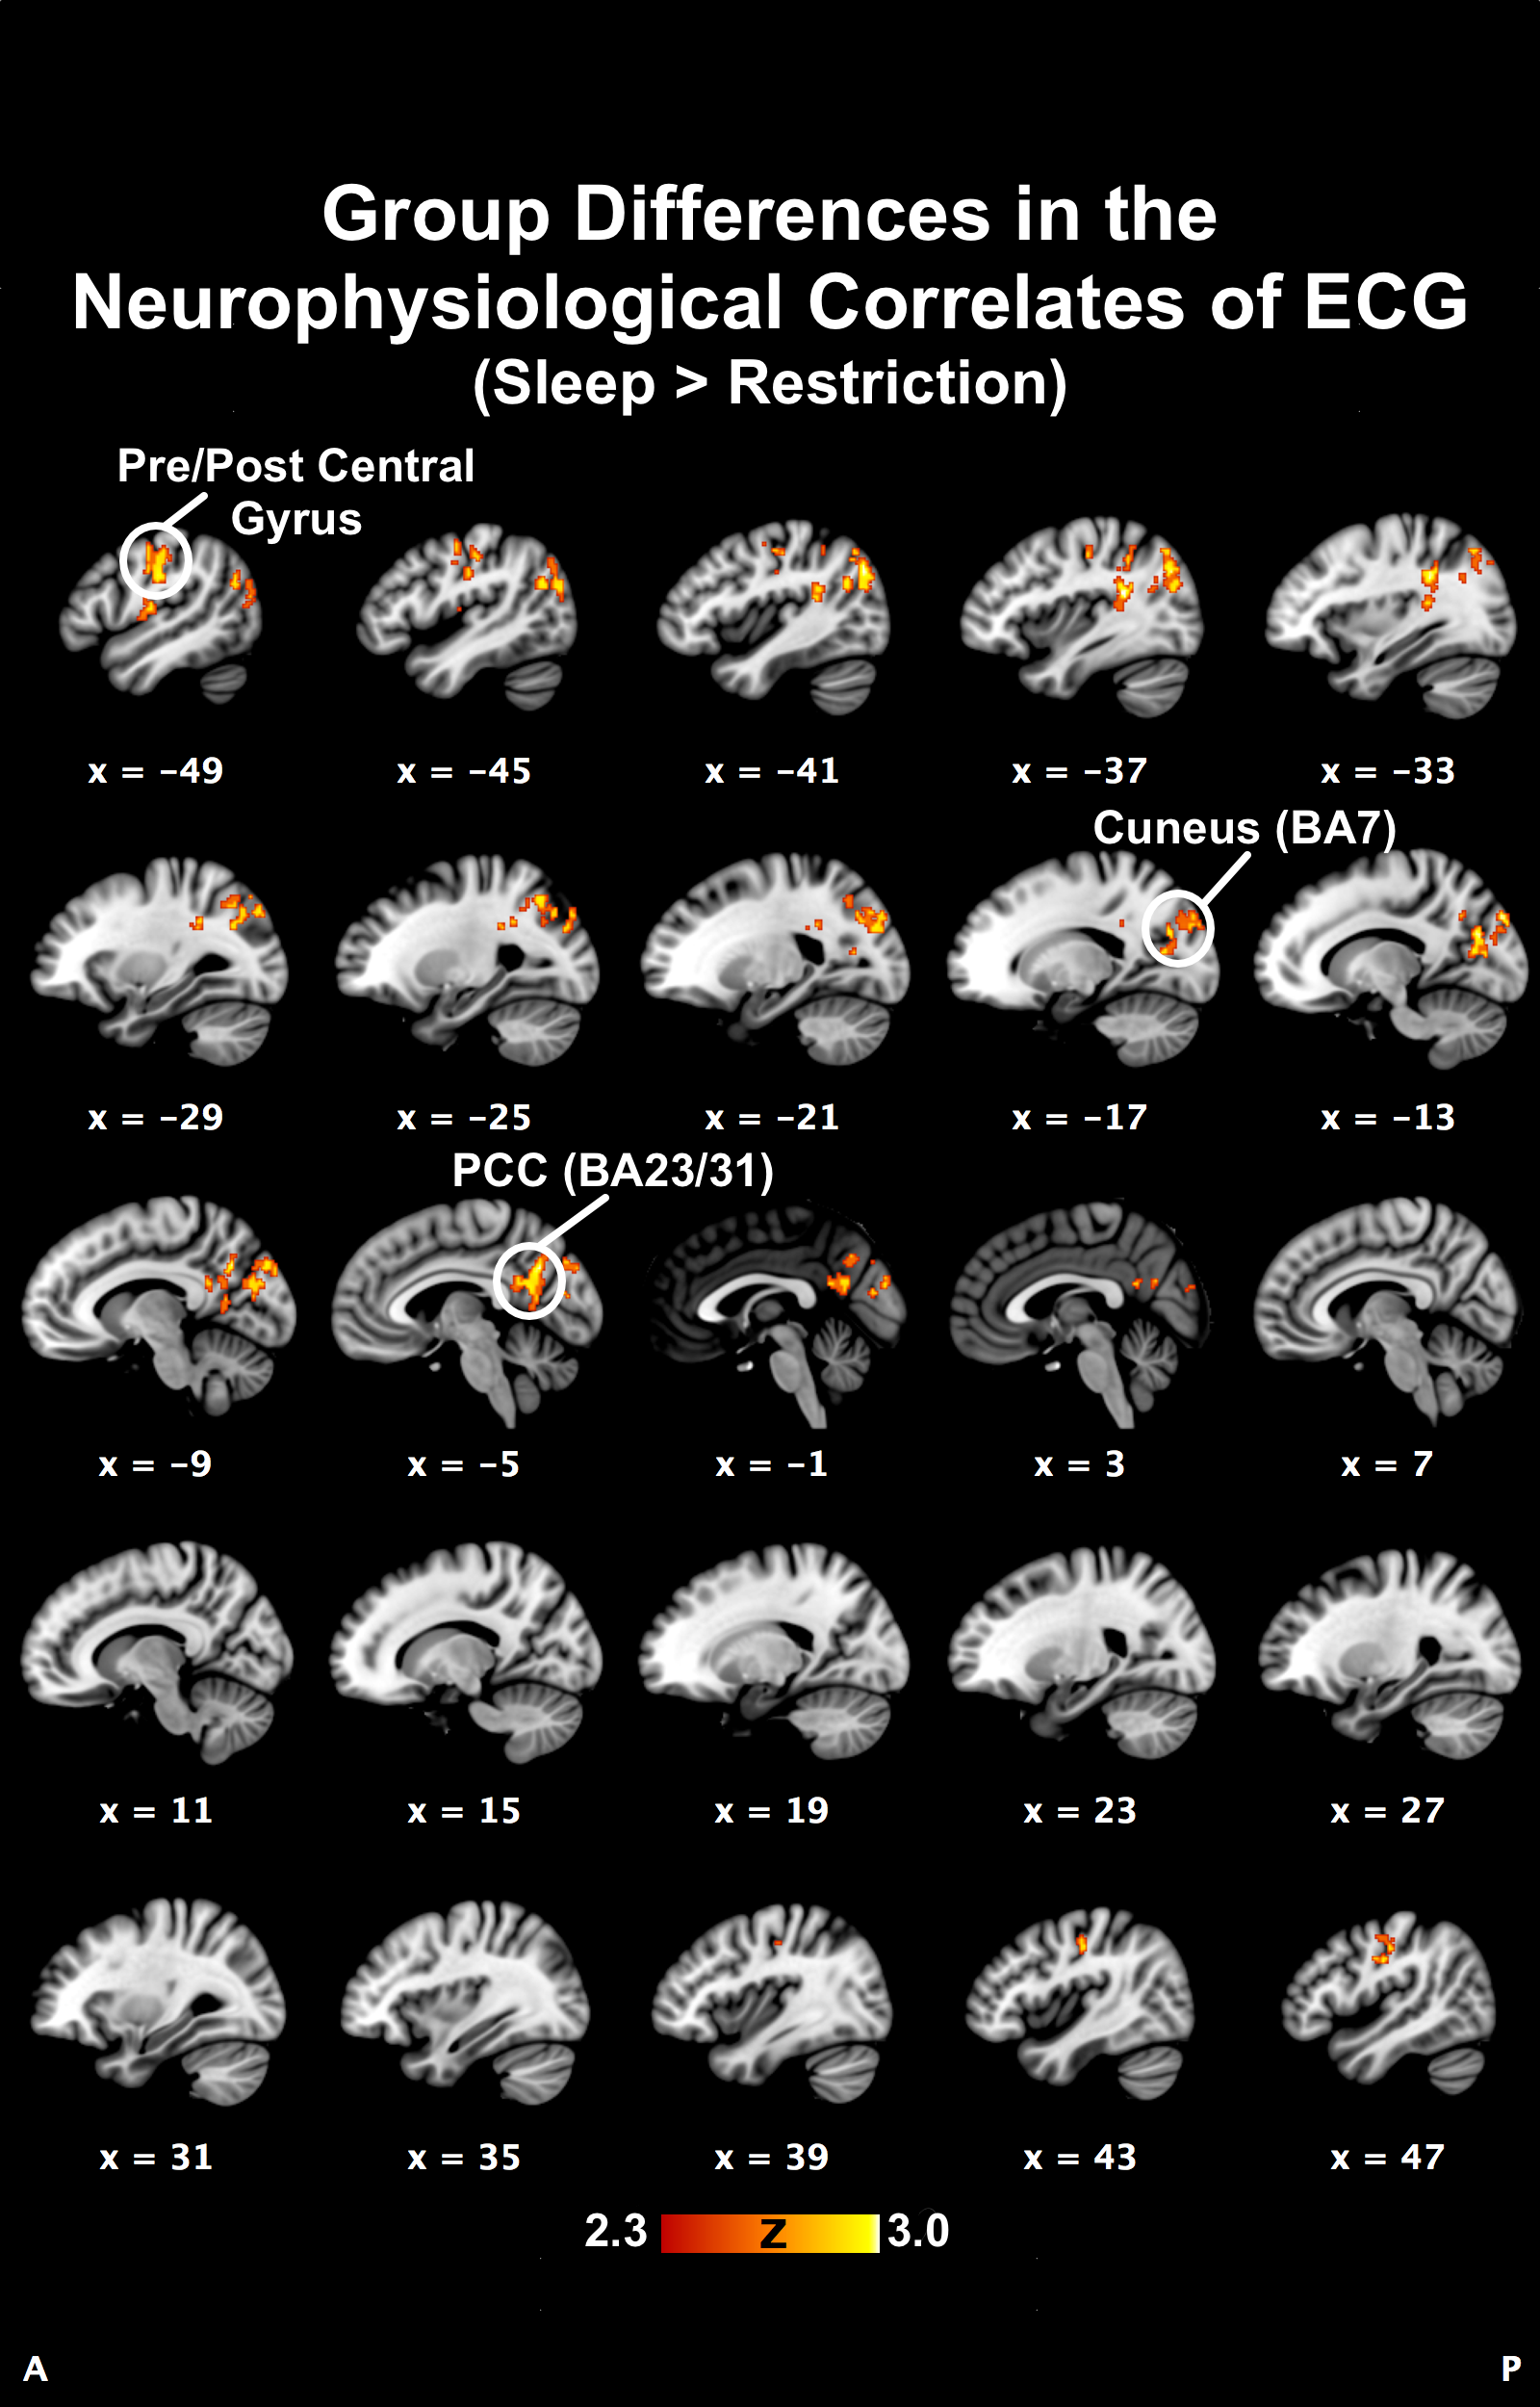 Group Differences in the
Neurophysiological Correlates of ECG
(Sleep > Restriction)
Pre/Post Central
Gyrus
x = −49
x = −45
x = −41
x = −37
x = −33
Cuneus (BA7)
x = −29
x = −25
x = −21
x = −17
x = −13
PCC (BA23/31)
x = −9
x = −5
x = −1
x = 3
x = 7
x = 11
x = 15
x = 19
x = 23
x = 27
x = 31
x = 35
x = 39
x = 43
x = 47
2.3 Z 3.0
A P